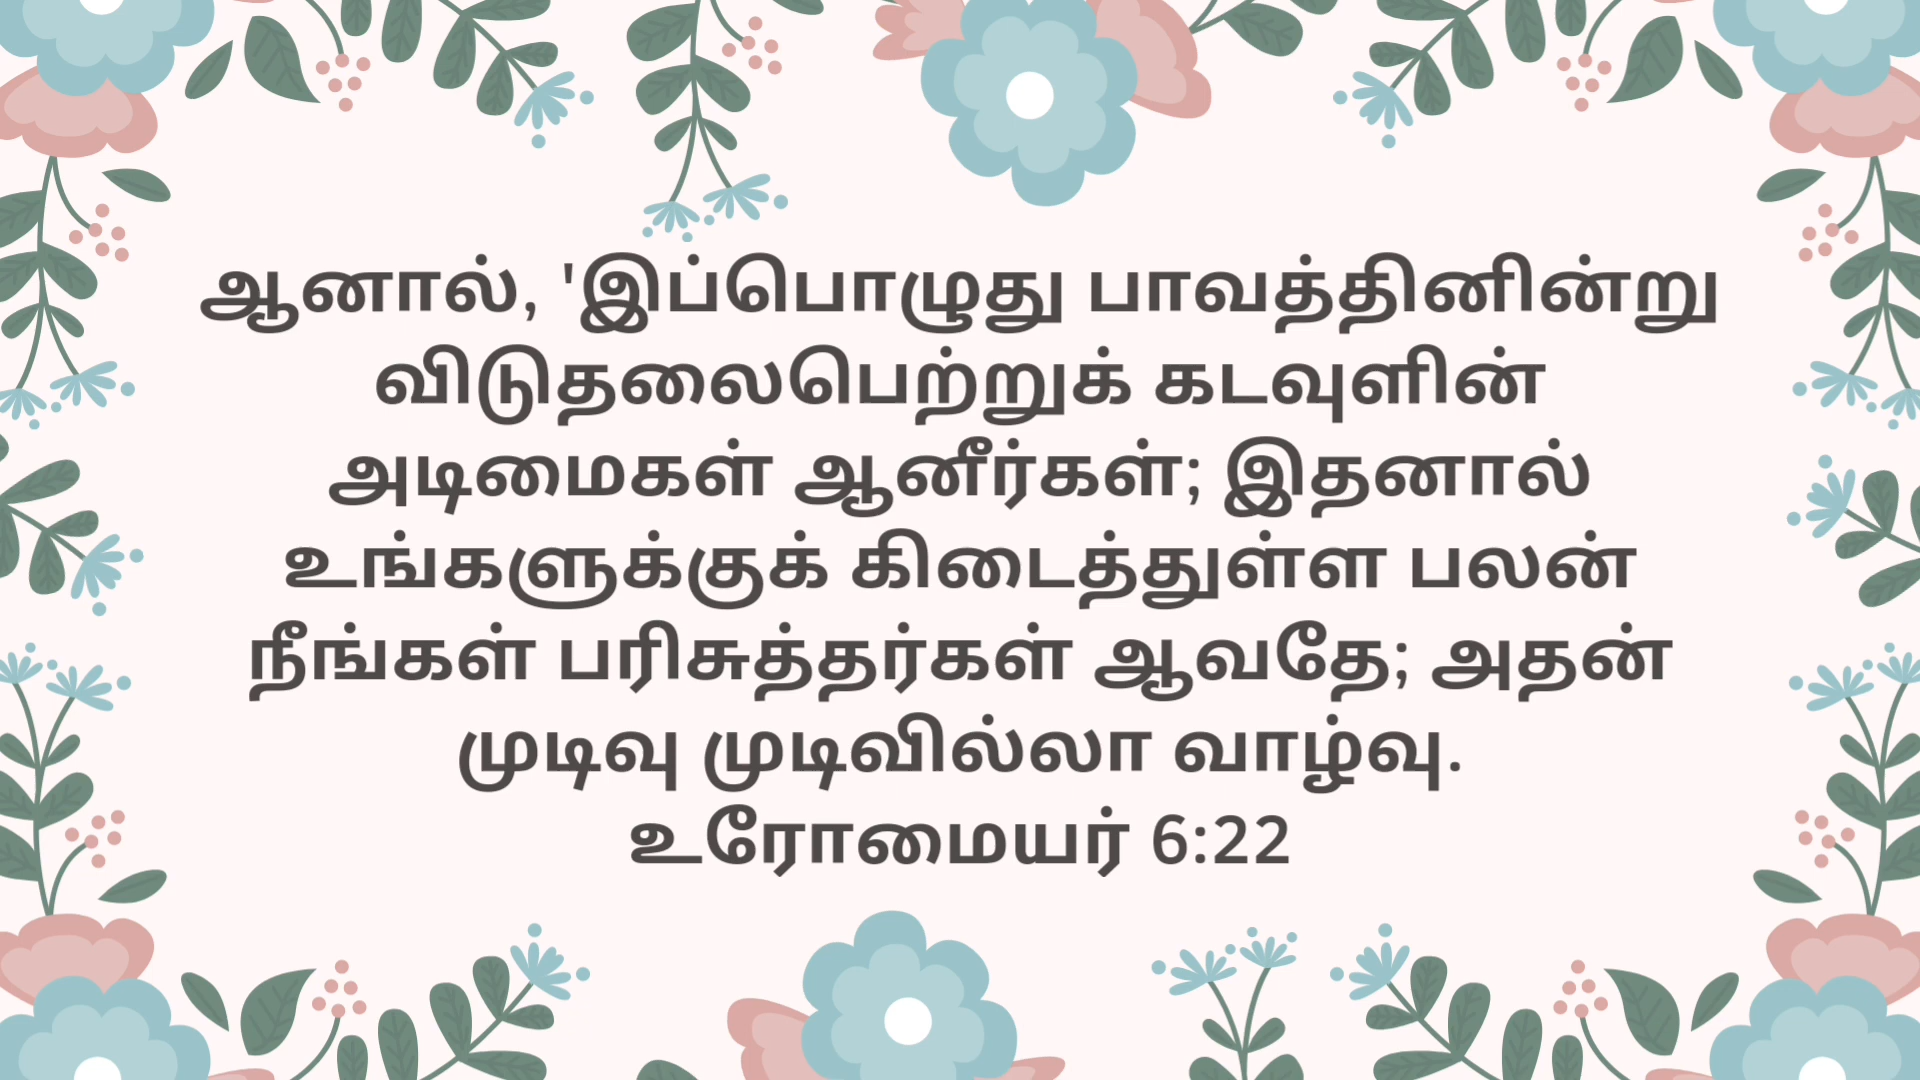 ஆனால், 'இப்பொழுது பாவத்தினின்று
விடுதலைபெற்றுக் கடவுளின்
அடிமைகள் ஆனீர்கள்; இதனால்
உங்களுக்குக் கிடைத்துள்ள பலன்
நீங்கள் பரிசுத்தர்கள் ஆவதே; அதன்
முடிவு முடிவில்லா வாழ்வு.
உரோமையர் 6:22